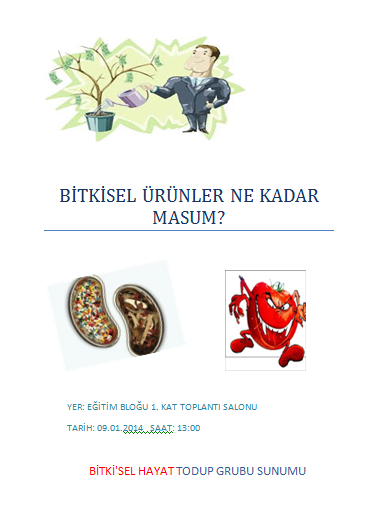 BİTKİSEL ÜRÜNLER NE KADAR
MASUM?
YER: EĞİTİM BLOĞU 1. KAT TOPLANTI SALONU
TARİH: 09.01.2014 SAAT: 13:00
BİTKİ'SEL HAYAT TODUP GRUBU SUNUMU